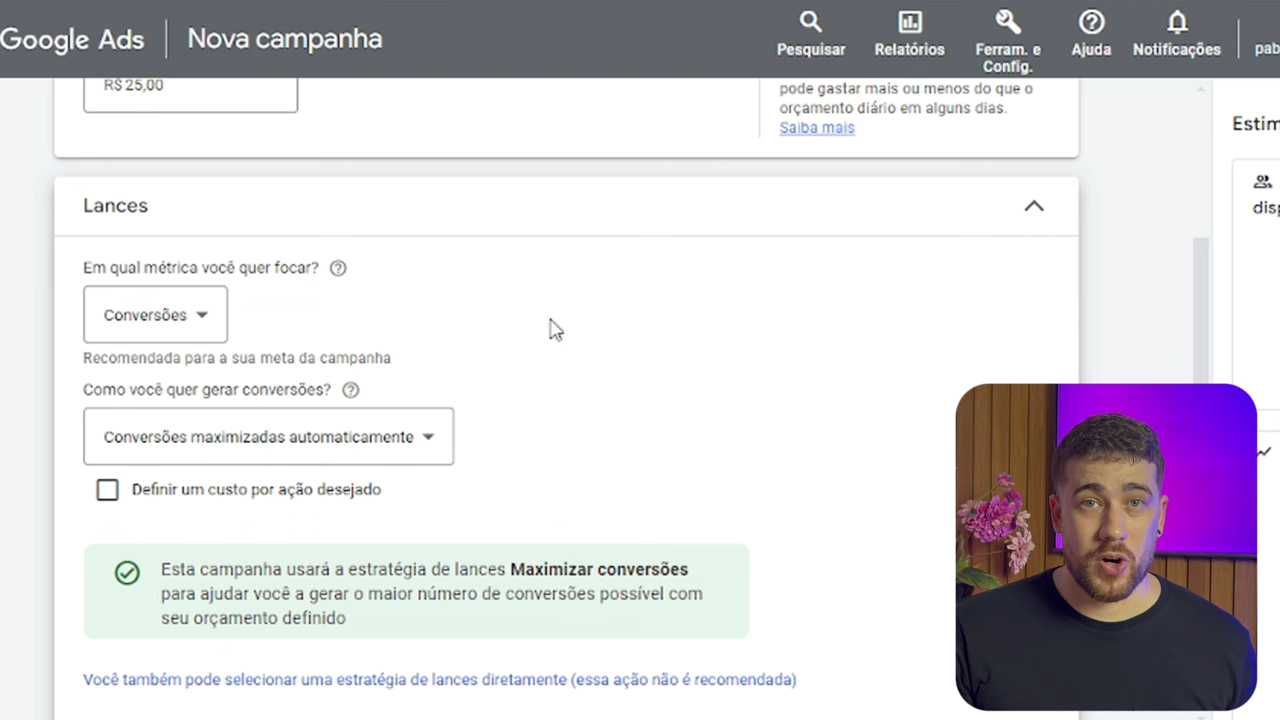 Google Ads
Nova campanha
Pesquisar
Relatórios
Ferram. e
Config.
Ajuda
Notificações
pab
R$ 25,00
pode gastar mais ou menos do que o
orçamento diário em alguns dias.
Saiba mais
Estim
disp
Lances
Em qual métrica você quer focar?
Conversões
Recomendada para a sua meta da campanha
Como você quer gerar conversões?
Conversões maximizadas automaticamente
Definir um custo por ação desejado
Esta campanha usará a estratégia de lances Maximizar conversões
para ajudar você a gerar o maior número de conversões possível com
seu orçamento definido
Você também pode selecionar uma estratégia de lances diretamente (essa ação não é recomendada)